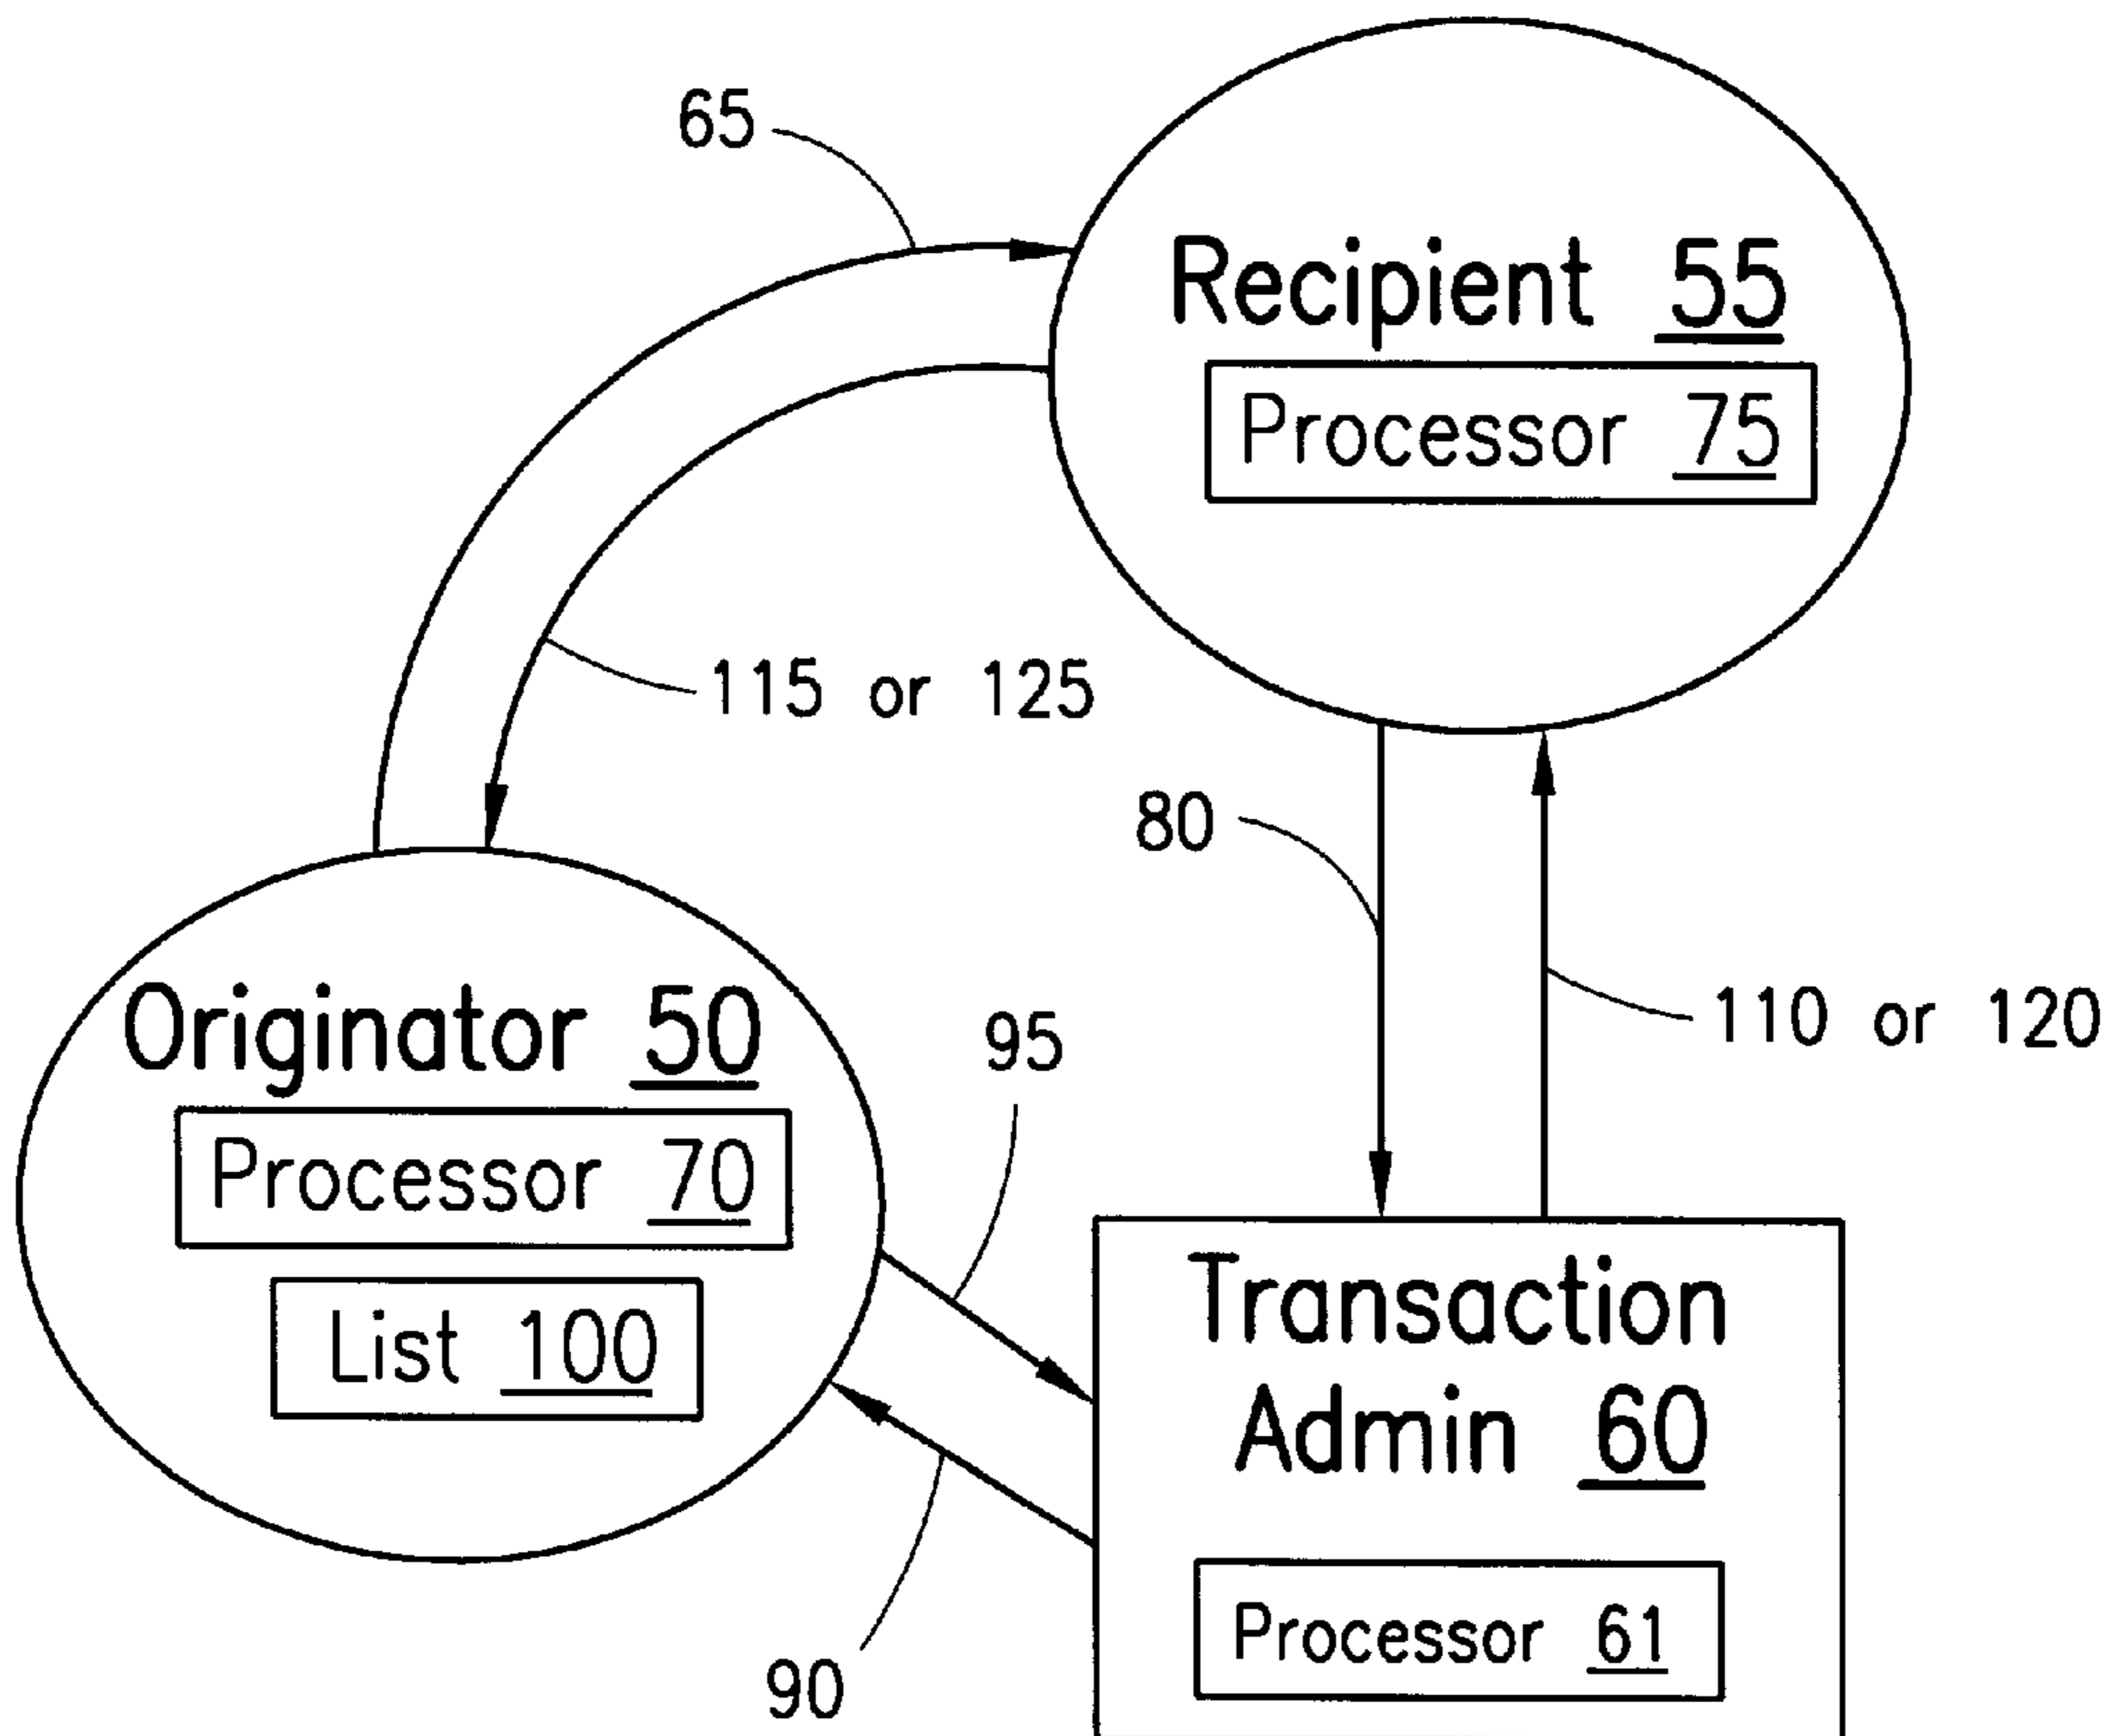 65
Recipient 55
Processor 75
115 or 125
80
110 or 120
Originator 50
95
Processor 70
List 100
Transaction
Admin 60
Processor 61
90